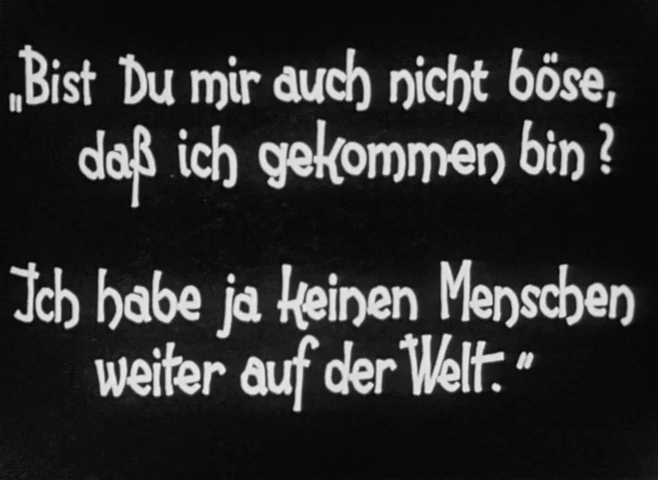 „Bist Du mir auch nicht böse,
daß ich gekommen bin?
Ich habe ja keinen Menschen
weiter auf der Welt.“